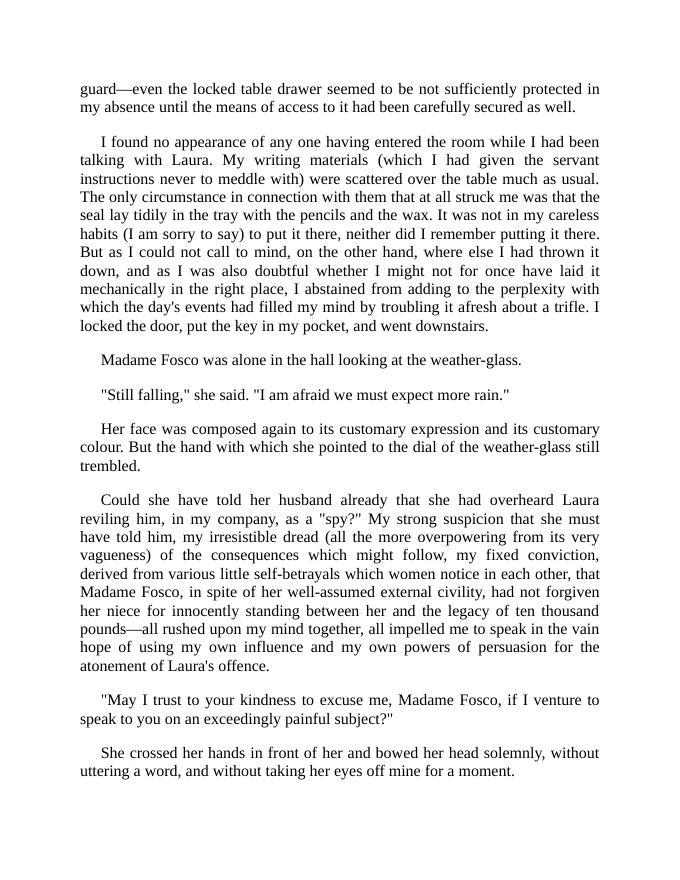 guard—even the locked table drawer seemed to be not sufficiently protected in
my absence until the means of access to it had been carefully secured as well.
I found no appearance of any one having entered the room while I had been
talking with Laura. My writing materials (which I had given the servant
instructions never to meddle with) were scattered over the table much as usual.
The only circumstance in connection with them that at all struck me was that the
seal lay tidily in the tray with the pencils and the wax. It was not in my careless
habits (I am sorry to say) to put it there, neither did I remember putting it there.
But as I could not call to mind, on the other hand, where else I had thrown it
down, and as I was also doubtful whether I might not for once have laid it
mechanically in the right place, I abstained from adding to the perplexity with
which the day's events had filled my mind by troubling it afresh about a trifle. I
locked the door, put the key in my pocket, and went downstairs.
Madame Fosco was alone in the hall looking at the weather-glass.
"Still falling," she said. "I am afraid we must expect more rain."
Her face was composed again to its customary expression and its customary
colour. But the hand with which she pointed to the dial of the weather-glass still
trembled.
Could she have told her husband already that she had overheard Laura
reviling him, in my company, as a "spy?" My strong suspicion that she must
have told him, my irresistible dread (all the more overpowering from its very
vagueness) of the consequences which might follow, my fixed conviction,
derived from various little self-betrayals which women notice in each other, that
Madame Fosco, in spite of her well-assumed external civility, had not forgiven
her niece for innocently standing between her and the legacy of ten thousand
pounds—all rushed upon my mind together, all impelled me to speak in the vain
hope of using my own influence and my own powers of persuasion for the
atonement of Laura's offence.
"May I trust to your kindness to excuse me, Madame Fosco, if I venture to
speak to you on an exceedingly painful subject?"
She crossed her hands in front of her and bowed her head solemnly, without
uttering a word, and without taking her eyes off mine for a moment.